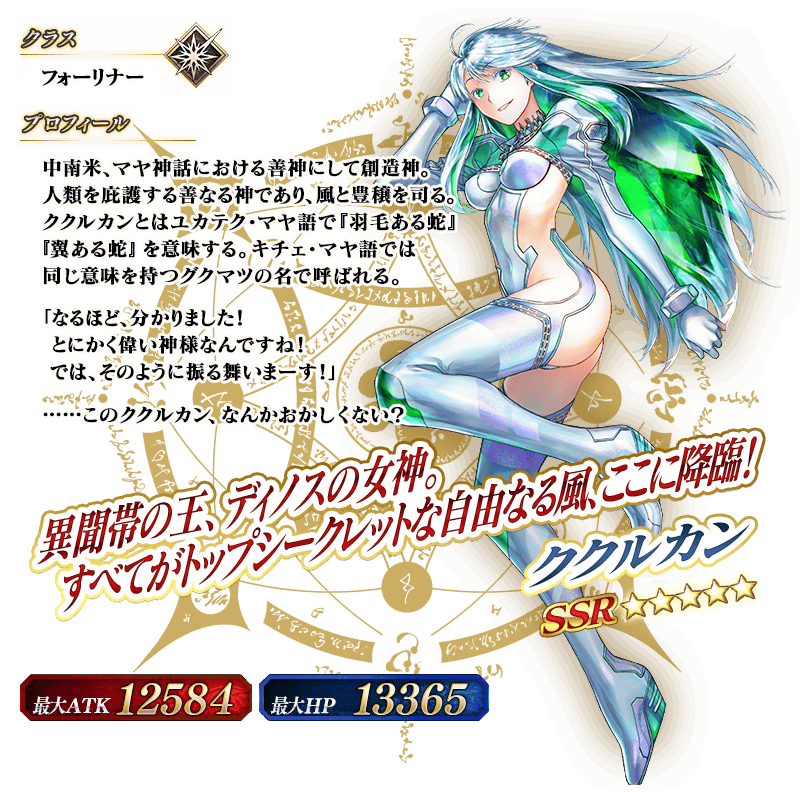 クラス
フォーリナー
プロフィール
中南米、マヤ神話における善神にして創造神。
人類を庇護する善なる神であり、風と豊穣を司る。
ククルカンとはユカテク・マヤ語で『羽毛ある蛇』
『翼ある蛇』を意味する。キチェ・マヤ語では
同じ意味を持つグクマツの名で呼ばれる。
「なるほど、分かりました！
とにかく偉い神様なんですね！
では、そのように振る舞いまーす！」
……このククルカン、なんかおかしくない？
異聞帯の王、ディノスの女神。
すべてがトップシークレットな自由なる風、ここに降臨！
ククルカン
SSR ★★★★★
最大ATK 12584
最大HP 13365